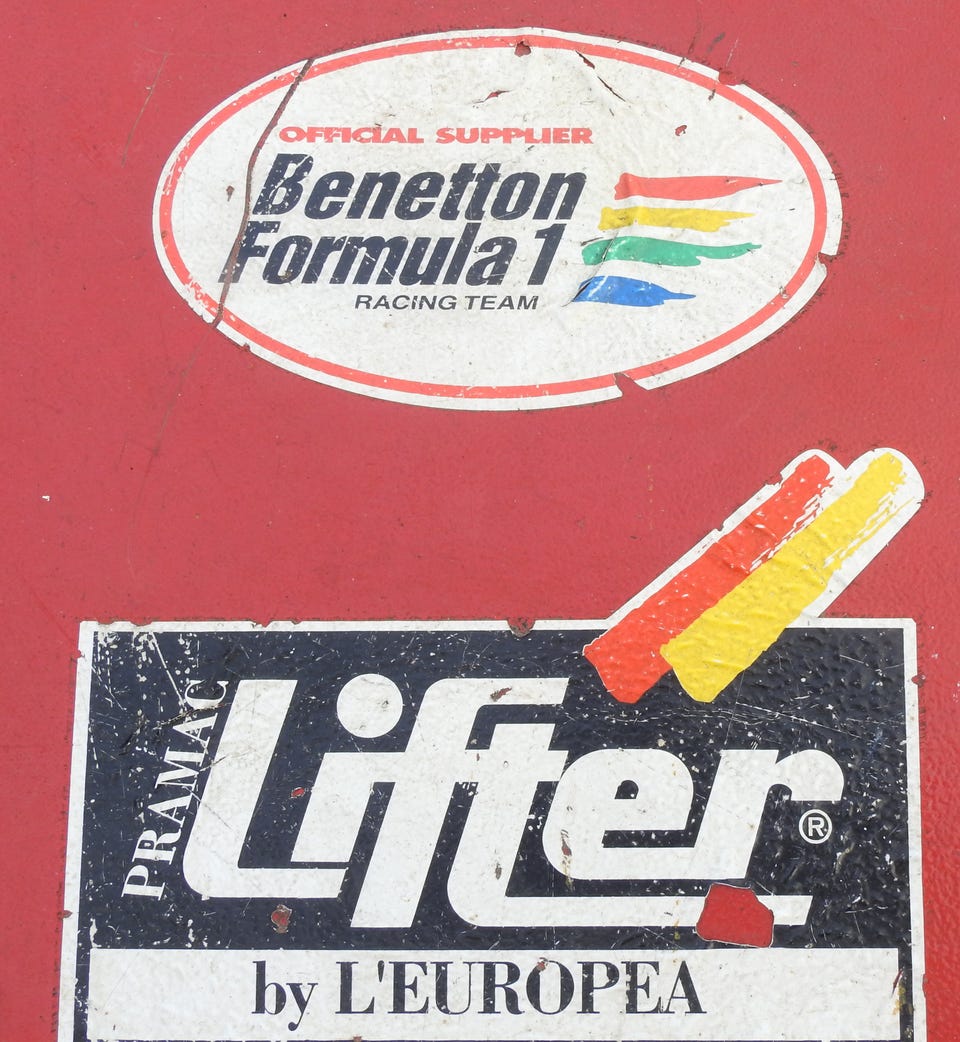 OFFICIAL SUPPLIER
Benetton
Formula 1
RACING TEAM
PRAMAC
Lifter®
by L'EUROPEA